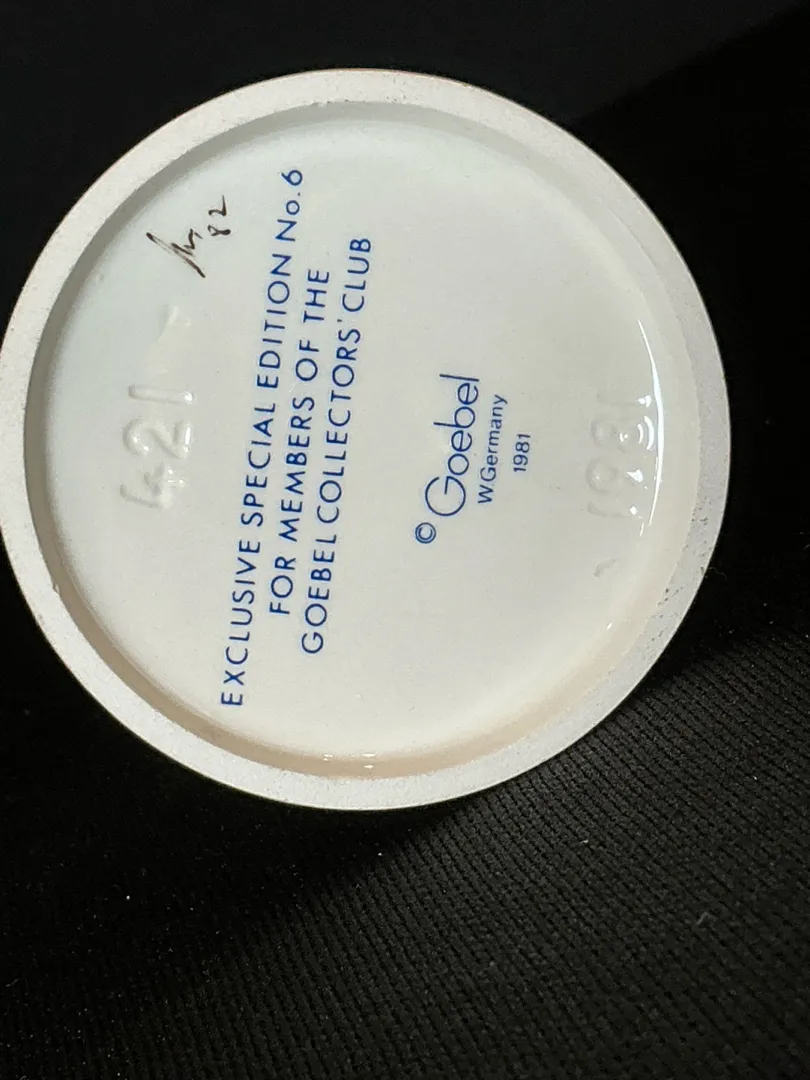 421
82
EXCLUSIVE SPECIAL EDITION No.6
FOR MEMBERS OF THE
GOEBEL COLLECTORS' CLUB
© Goebel
W.Germany
1981
1981